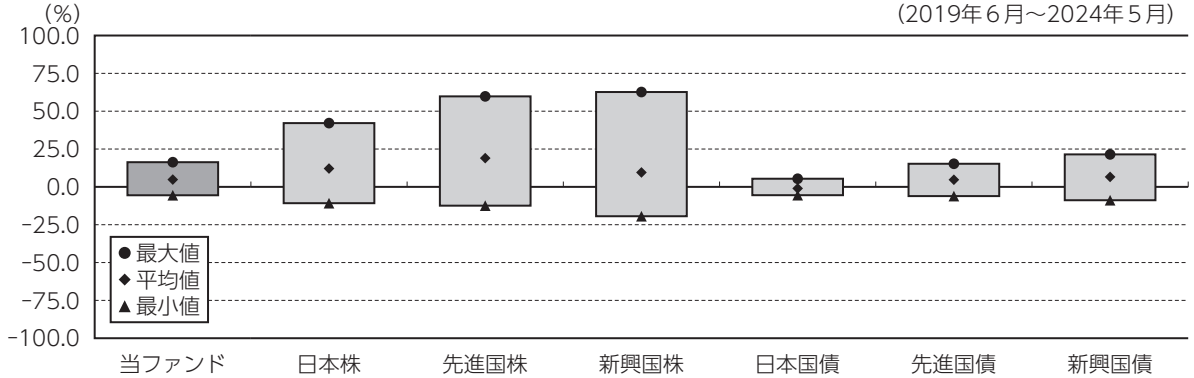 (%)
(2019年6月～2024年5月)
100.0
75.0
50.0
25.0
0.0
-25.0
-50.0
-75.0
-100.0
●最大値
◆平均値
▲最小値
当ファンド 日本株 先進国株 新興国株 日本国債 先進国債 新興国債